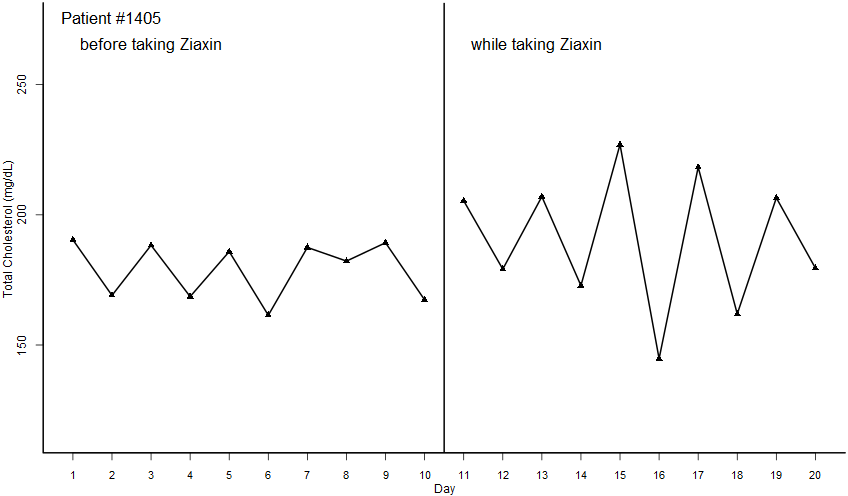 Patient #1405
before taking Ziaxin
while taking Ziaxin
250
200
150
Total Cholesterol (mg/dL)
1 2 3 4 5 6 7 8 9 10 11 12 13 14 15 16 17 18 19 20
Day